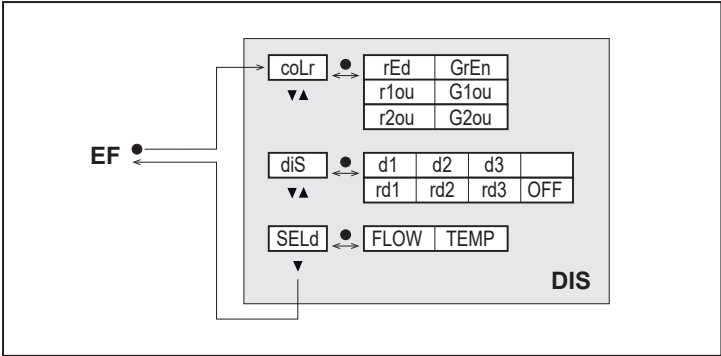 coLr rEd GrEn
r1ou G1ou
r2ou G2ou
EF
diS d1 d2 d3
rd1 rd2 rd3 OFF
SELd FLOW TEMP
DIS